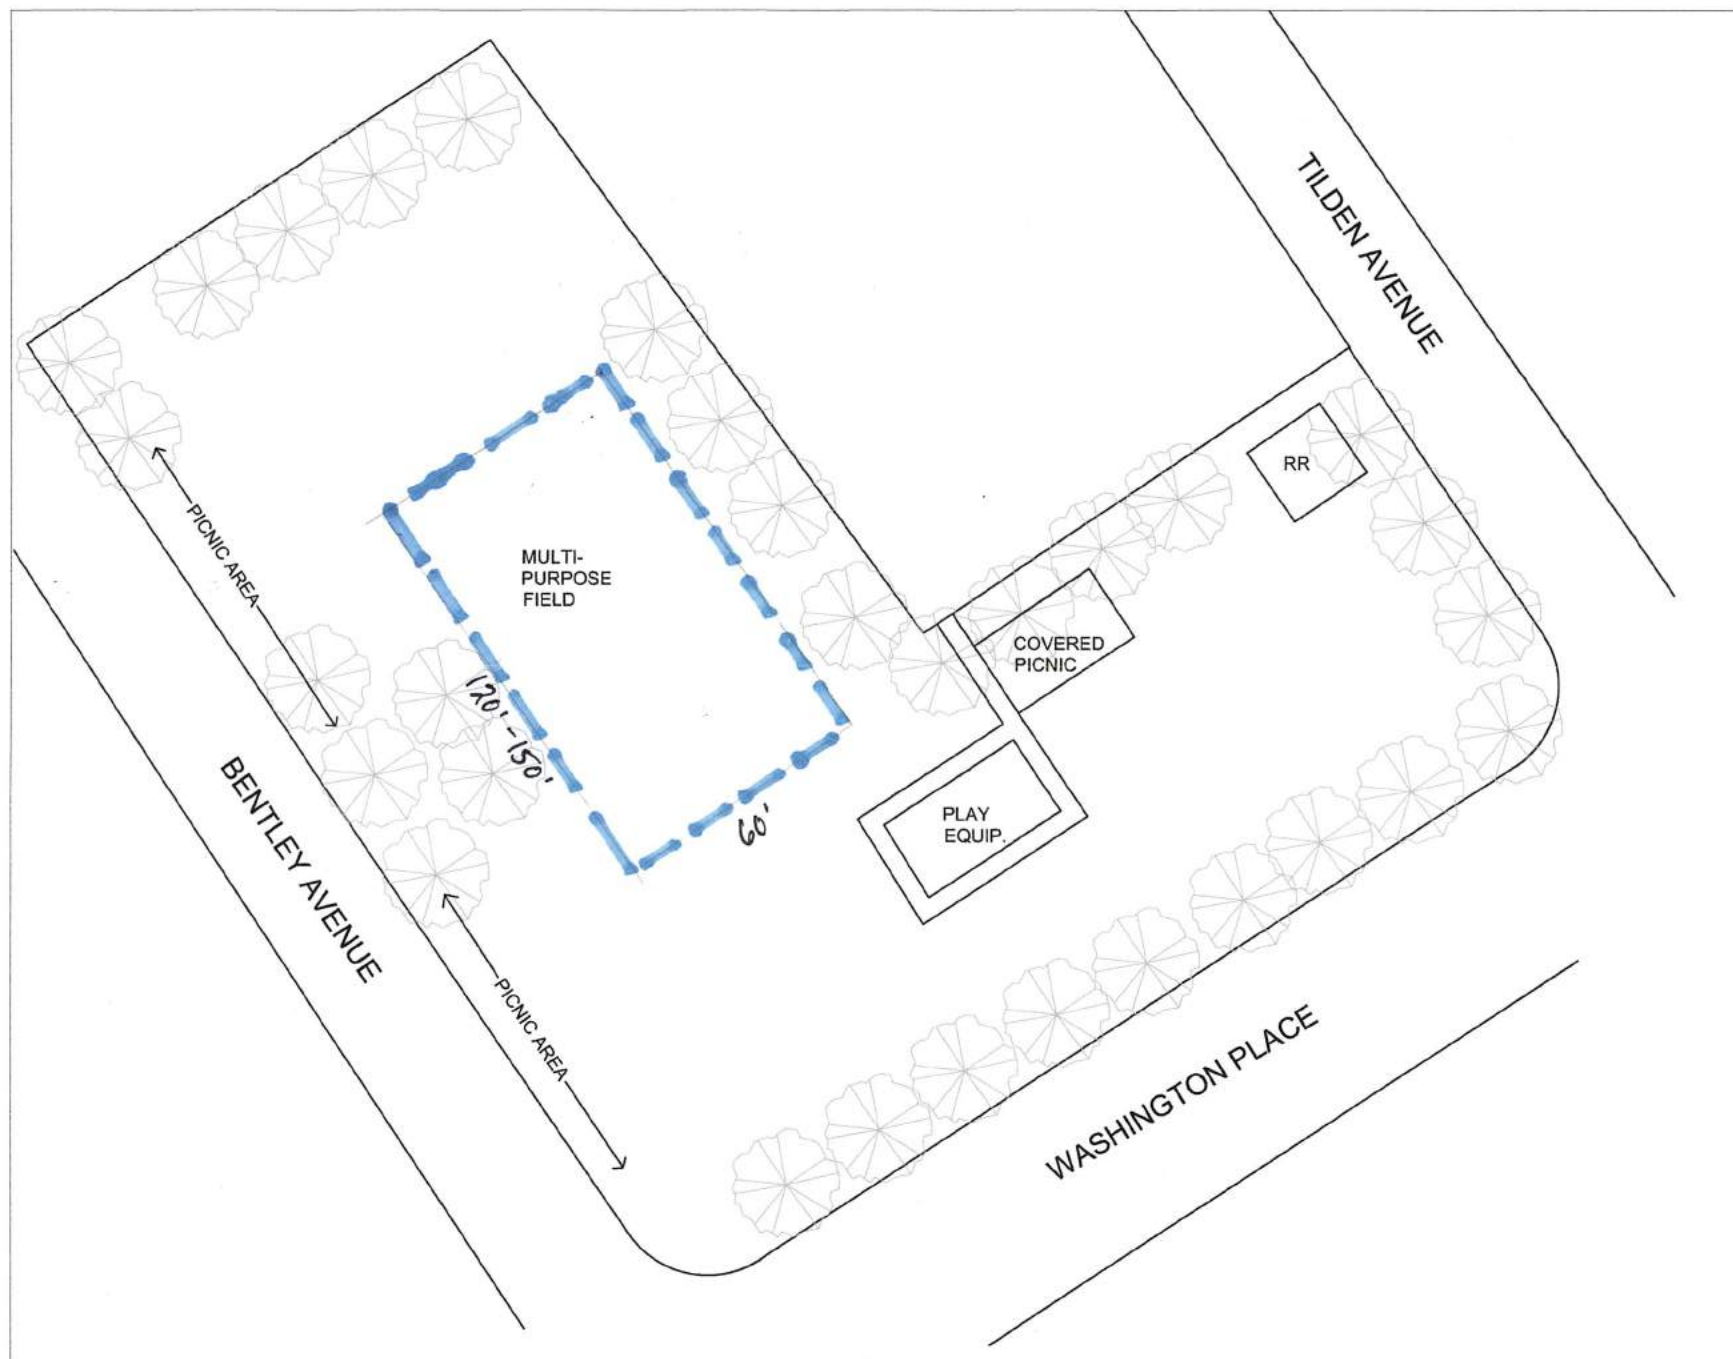 TILDEN AVENUE
RR
PICNIC AREA
MULTI-
PURPOSE
FIELD
COVERED
PICNIC
120'-150'
60'
PLAY
EQUIP.
BENTLEY AVENUE
PICNIC AREA
WASHINGTON PLACE